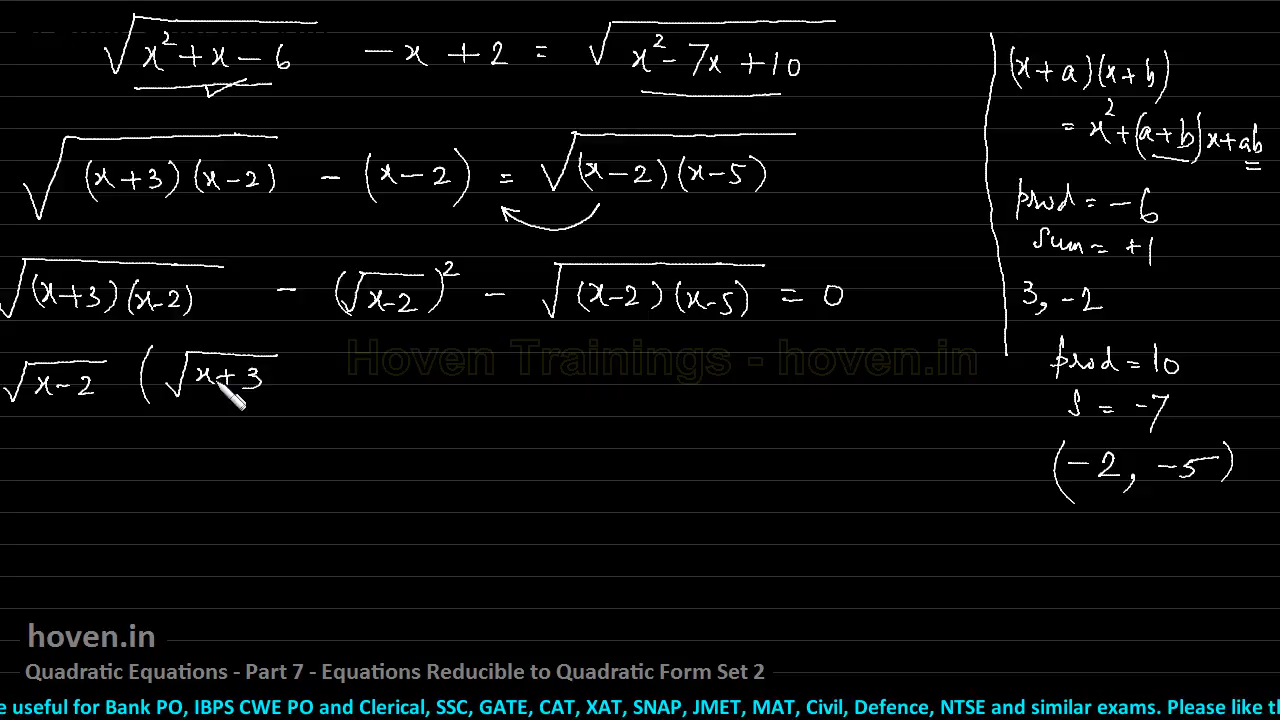 √(x² + x − 6) − x + 2 = √(x² − 7x + 10)
√((x+3)(x−2)) − (x−2) = √((x−2)(x−5))
√((x+3)(x−2)) − (√(x−2))² − √((x−2)(x−5)) = 0
√(x−2) (√(x+3)
(x+a)(x+b)
= x² + (a+b)x + ab
prod = −6
sum = +1
3, −2
prod = 10
S = −7
(−2, −5)
Hoven Trainings - hoven.in
hoven.in
Quadratic Equations - Part 7 - Equations Reducible to Quadratic Form Set 2
e useful for Bank PO, IBPS CWE PO and Clerical, SSC, GATE, CAT, XAT, SNAP, JMET, MAT, Civil, Defence, NTSE and similar exams. Please like t